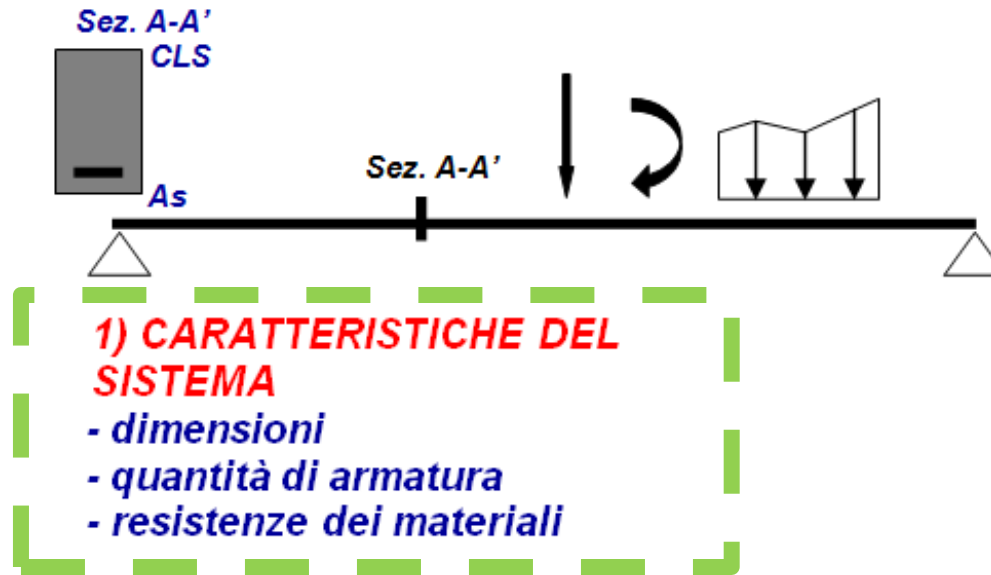 Sez. A-A'
CLS
As
Sez. A-A'
1) CARATTERISTICHE DEL
SISTEMA
- dimensioni
- quantità di armatura
- resistenze dei materiali